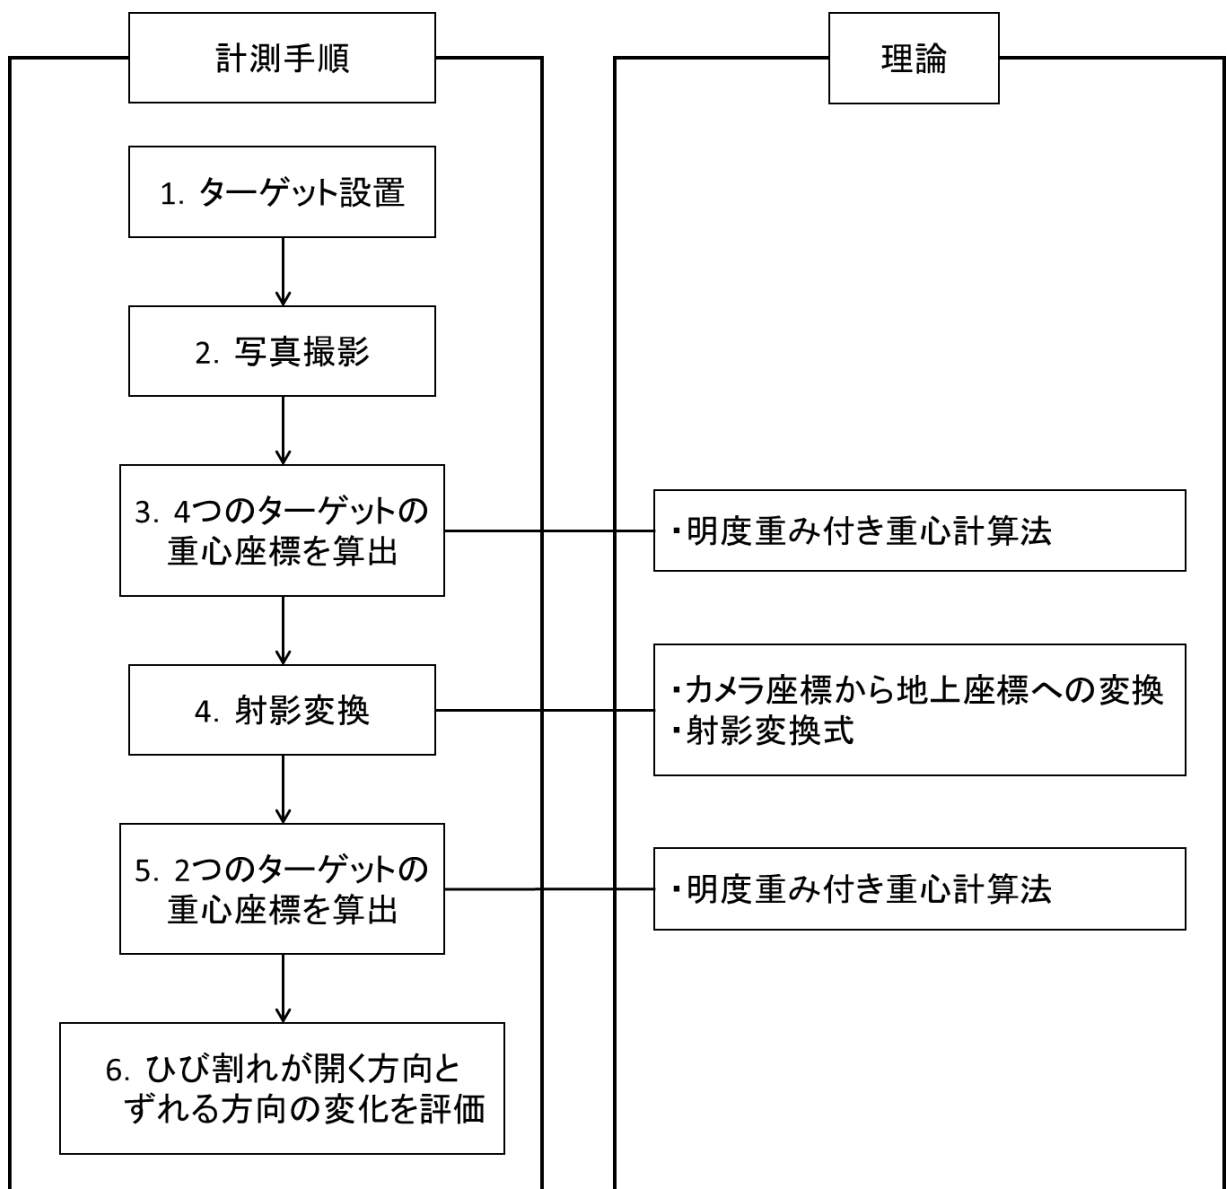 計測手順
1. ターゲット設置
2. 写真撮影
3. 4つのターゲットの
重心座標を算出
4. 射影変換
5. 2つのターゲットの
重心座標を算出
6. ひび割れが開く方向と
ずれる方向の変化を評価
理論
・明度重み付き重心計算法
・カメラ座標から地上座標への変換
・射影変換式
・明度重み付き重心計算法